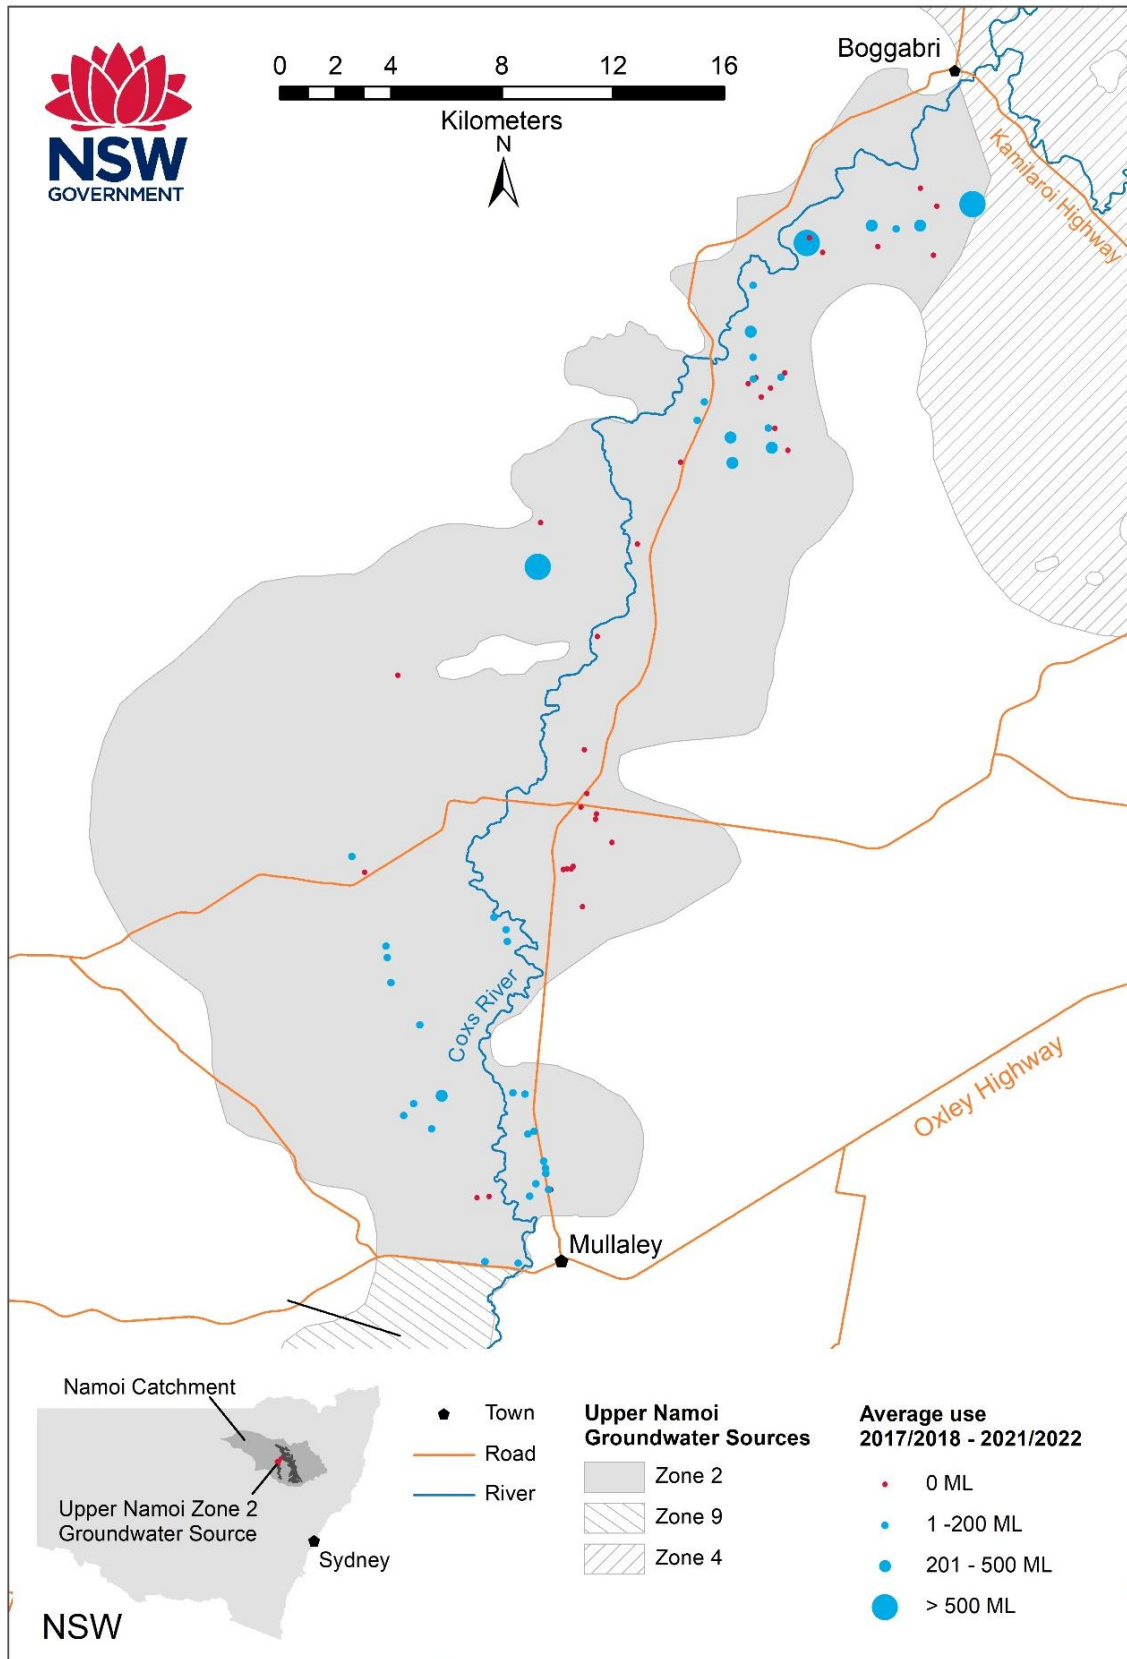 NSW
GOVERNMENT
0 2 4 8 12 16
Kilometers
N
Boggabri
Kamilaroi Highway
Coxs River
Oxley Highway
Mullaley
Namoi Catchment
Upper Namoi Zone 2
Groundwater Source
Sydney
NSW
Town
Road
River
Upper Namoi
Groundwater Sources
Zone 2
Zone 9
Zone 4
Average use
2017/2018 - 2021/2022
0 ML
1 -200 ML
201 - 500 ML
> 500 ML